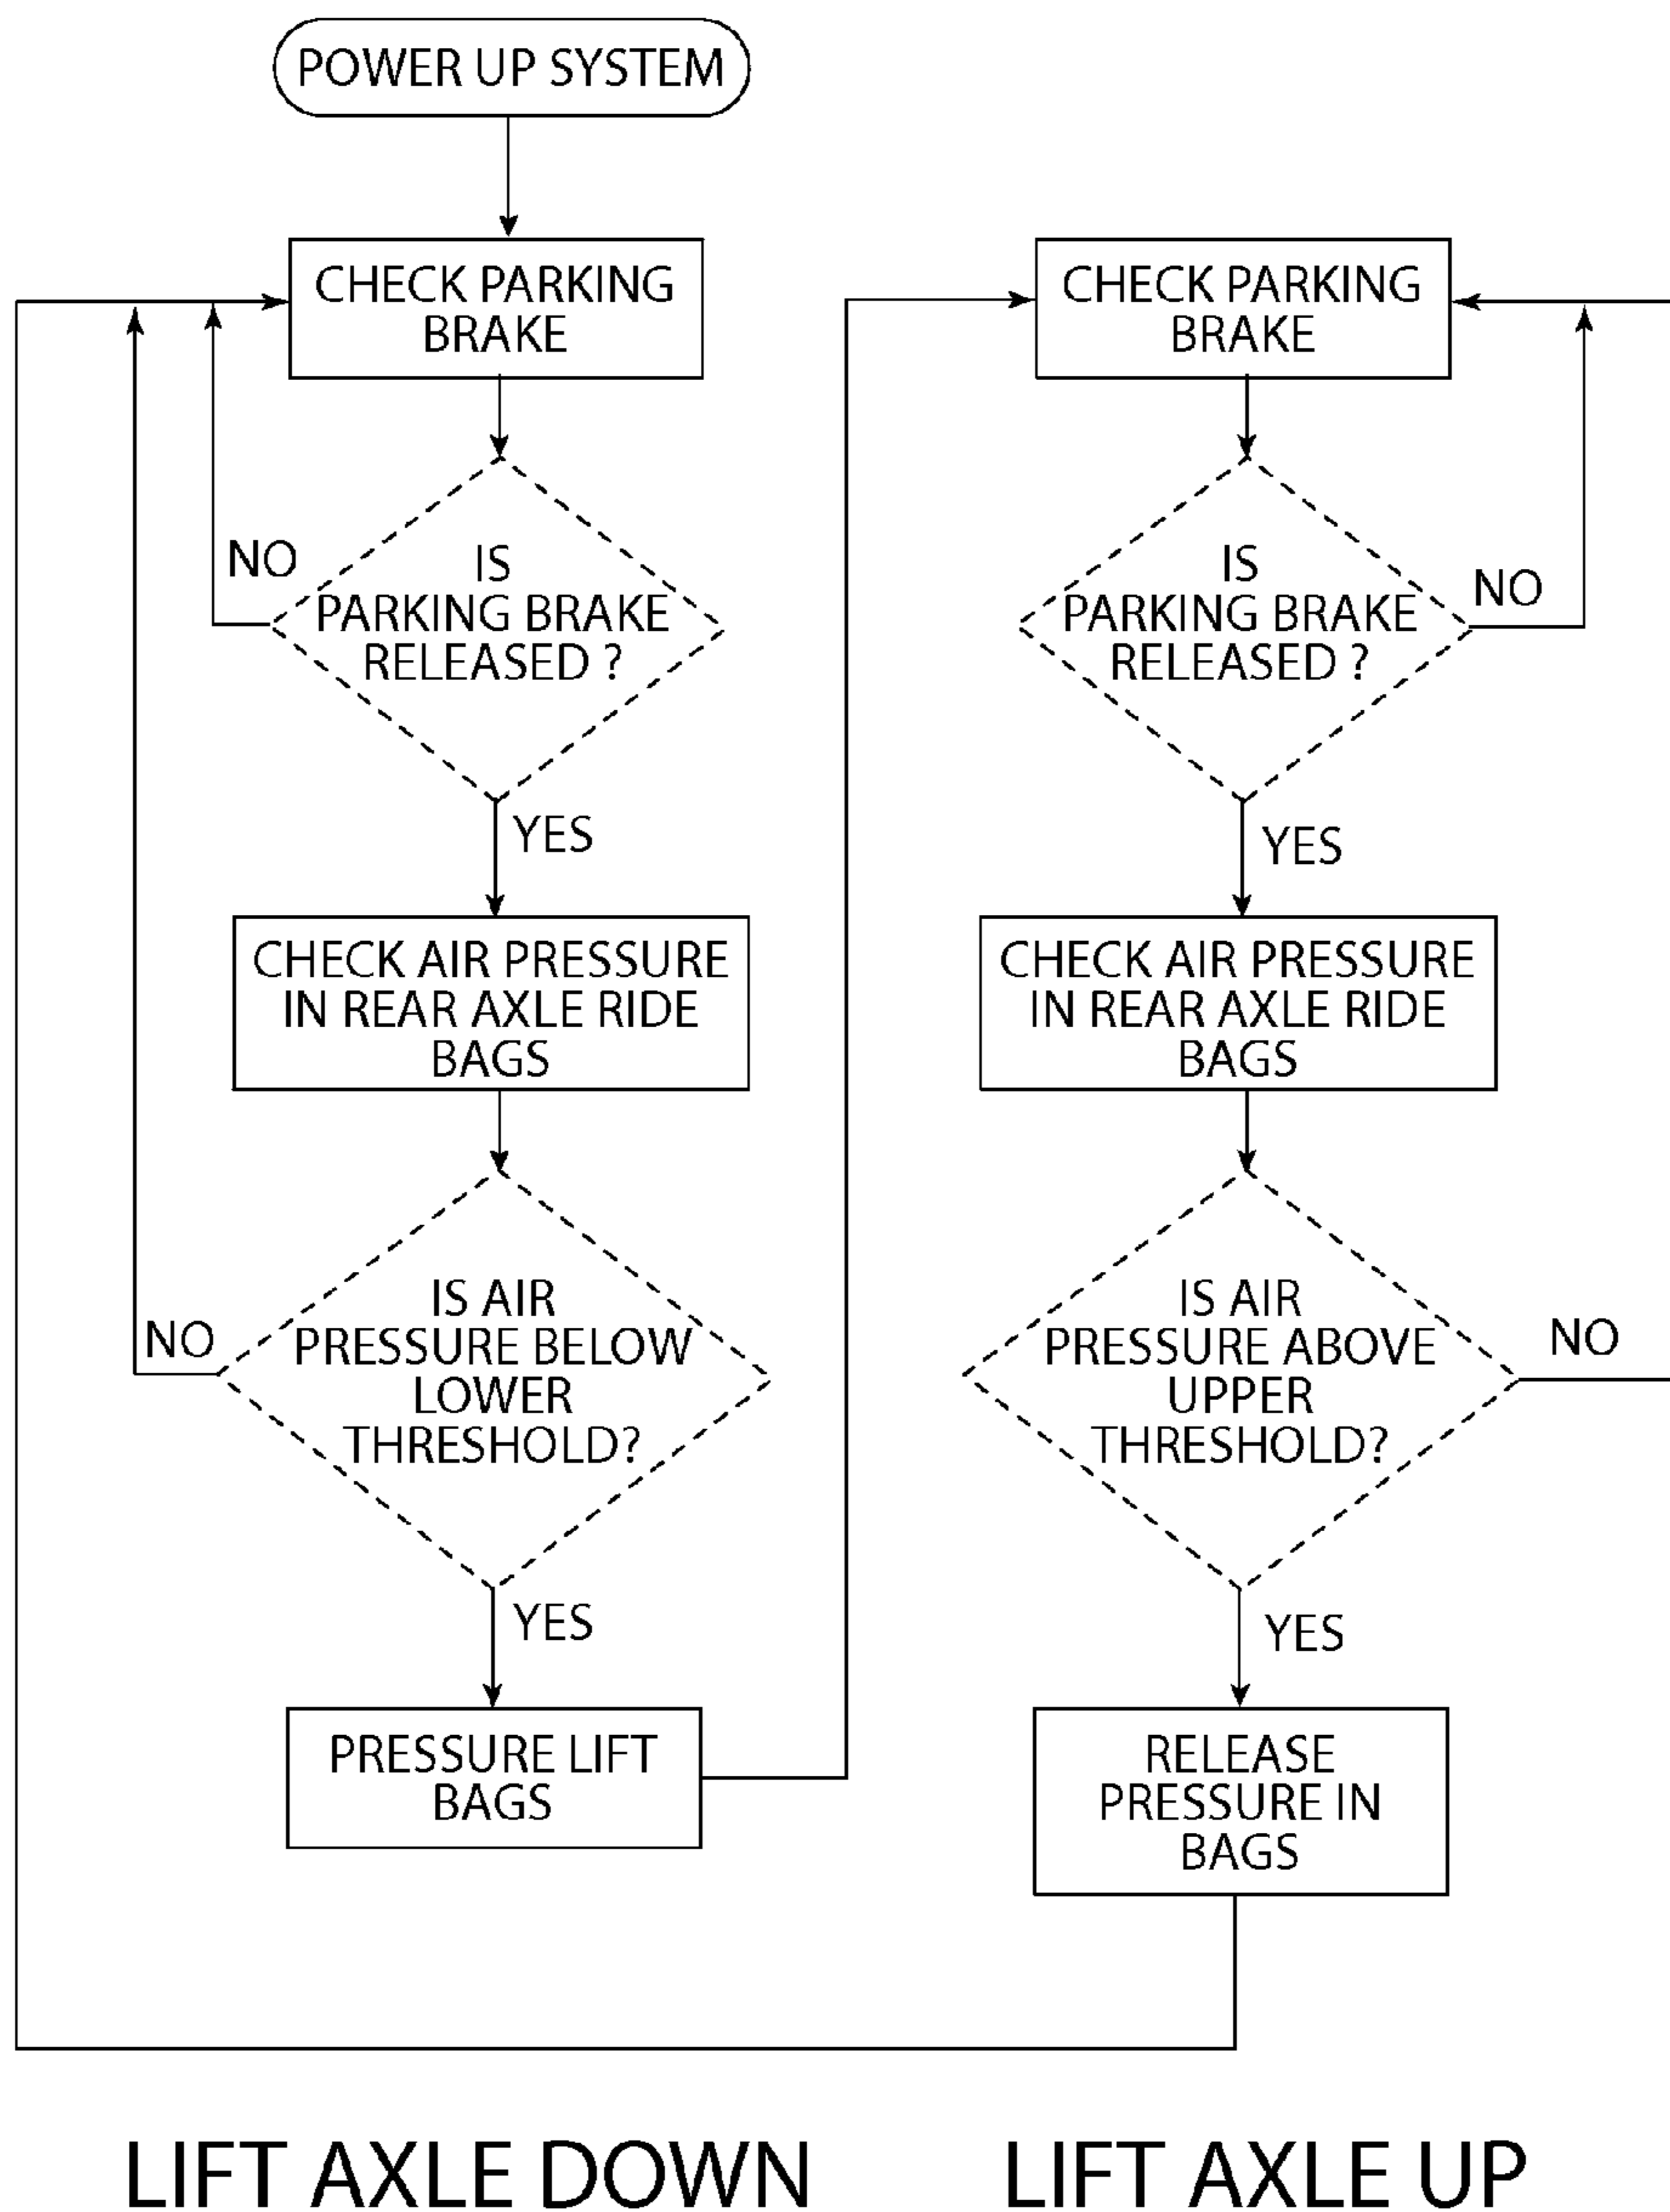 POWER UP SYSTEM
CHECK PARKING
BRAKE
NO
IS
PARKING BRAKE
RELEASED ?
YES
CHECK AIR PRESSURE
IN REAR AXLE RIDE
BAGS
NO
IS AIR
PRESSURE BELOW
LOWER
THRESHOLD?
YES
PRESSURE LIFT
BAGS
LIFT AXLE DOWN
CHECK PARKING
BRAKE
IS
PARKING BRAKE
RELEASED ?
NO
YES
CHECK AIR PRESSURE
IN REAR AXLE RIDE
BAGS
IS AIR
PRESSURE ABOVE
UPPER
THRESHOLD?
NO
YES
RELEASE
PRESSURE IN
BAGS
LIFT AXLE UP